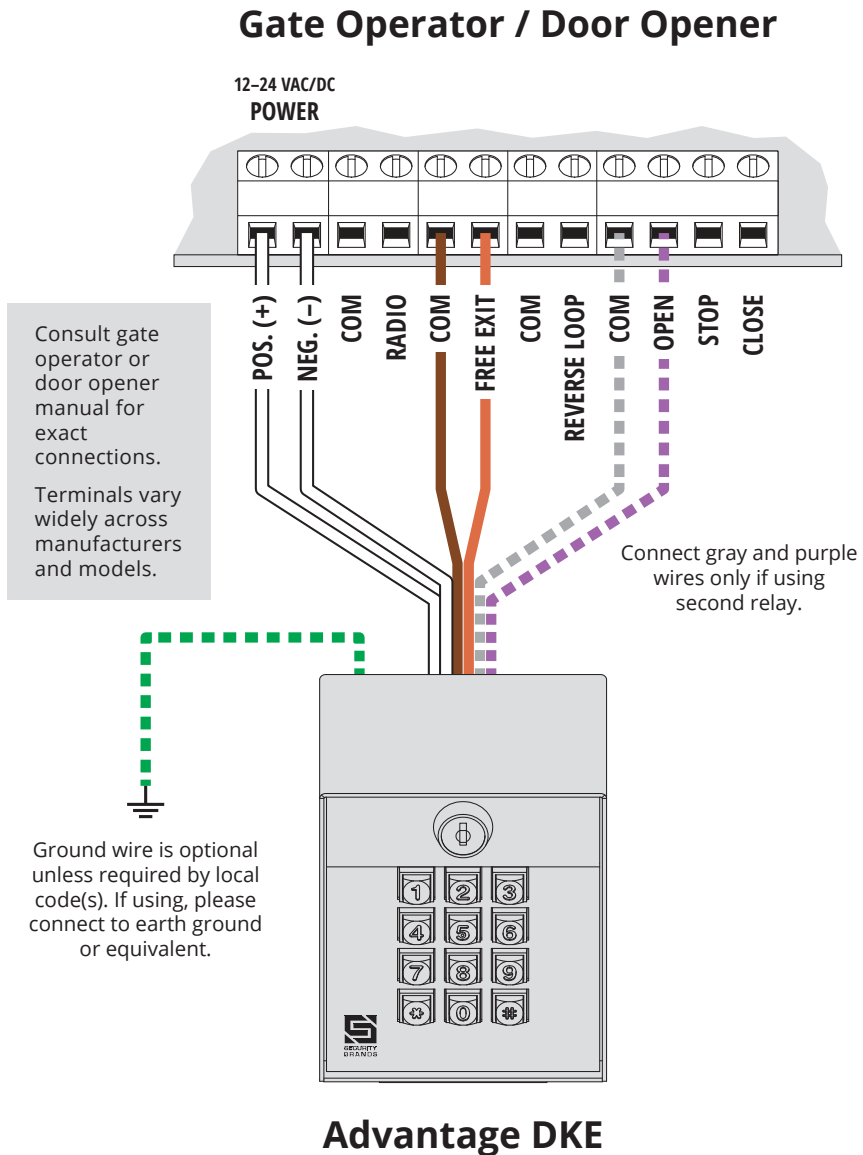 Gate Operator / Door Opener
12–24 VAC/DC
POWER
POS. (+)
NEG. (–)
COM
RADIO
COM
FREE EXIT
COM
REVERSE LOOP
COM
OPEN
STOP
CLOSE
Consult gate
operator or
door opener
manual for
exact
connections.
Terminals vary
widely across
manufacturers
and models.
Connect gray and purple
wires only if using
second relay.
Ground wire is optional
unless required by local
code(s). If using, please
connect to earth ground
or equivalent.
1 2 3
4 5 6
7 8 9
* 0 #
SECURITY
BRANDS
Advantage DKE